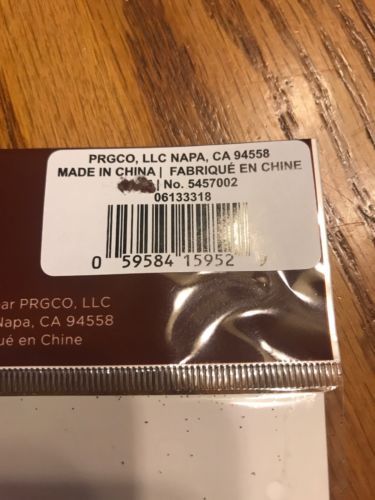 PRGCO, LLC NAPA, CA 94558
MADE IN CHINA | FABRIQUÉ EN CHINE
| No. 5457002
06133318
0 59584 15952 9
ar PRGCO, LLC
Napa, CA 94558
ué en Chine